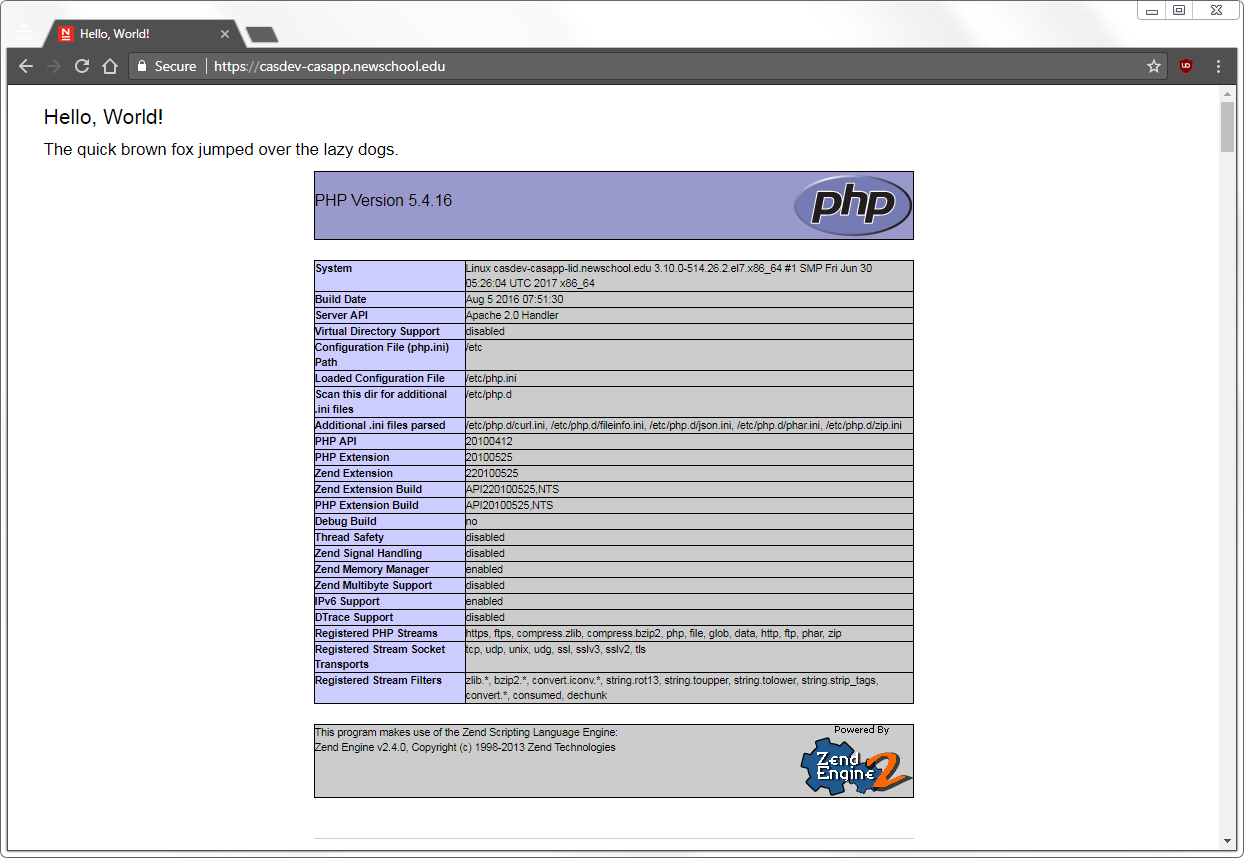 Hello, World!
Secure https://casdev-casapp.newschool.edu
Hello, World!
The quick brown fox jumped over the lazy dogs.
PHP Version 5.4.16
php
System Linux casdev-casapp-lid.newschool.edu 3.10.0-514.26.2.el7.x86_64 #1 SMP Fri Jun 30
05:26:04 UTC 2017 x86_64
Build Date Aug 5 2016 07:51:30
Server API Apache 2.0 Handler
Virtual Directory Support disabled
Configuration File (php.ini) /etc
Path
Loaded Configuration File /etc/php.ini
Scan this dir for additional /etc/php.d
.ini files
Additional .ini files parsed /etc/php.d/curl.ini, /etc/php.d/fileinfo.ini, /etc/php.d/json.ini, /etc/php.d/phar.ini, /etc/php.d/zip.ini
PHP API 20100412
PHP Extension 20100525
Zend Extension 220100525
Zend Extension Build API220100525,NTS
PHP Extension Build API20100525,NTS
Debug Build no
Thread Safety disabled
Zend Signal Handling disabled
Zend Memory Manager enabled
Zend Multibyte Support disabled
IPv6 Support enabled
DTrace Support disabled
Registered PHP Streams https, ftps, compress.zlib, compress.bzip2, php, file, glob, data, http, ftp, phar, zip
Registered Stream Socket tcp, udp, unix, udg, ssl, sslv3, sslv2, tls
Transports
Registered Stream Filters zlib.*, bzip2.*, convert.iconv.*, string.rot13, string.toupper, string.tolower, string.strip_tags,
convert.*, consumed, dechunk
This program makes use of the Zend Scripting Language Engine:
Zend Engine v2.4.0, Copyright (c) 1998-2013 Zend Technologies
Powered By
Zend
Engine 2